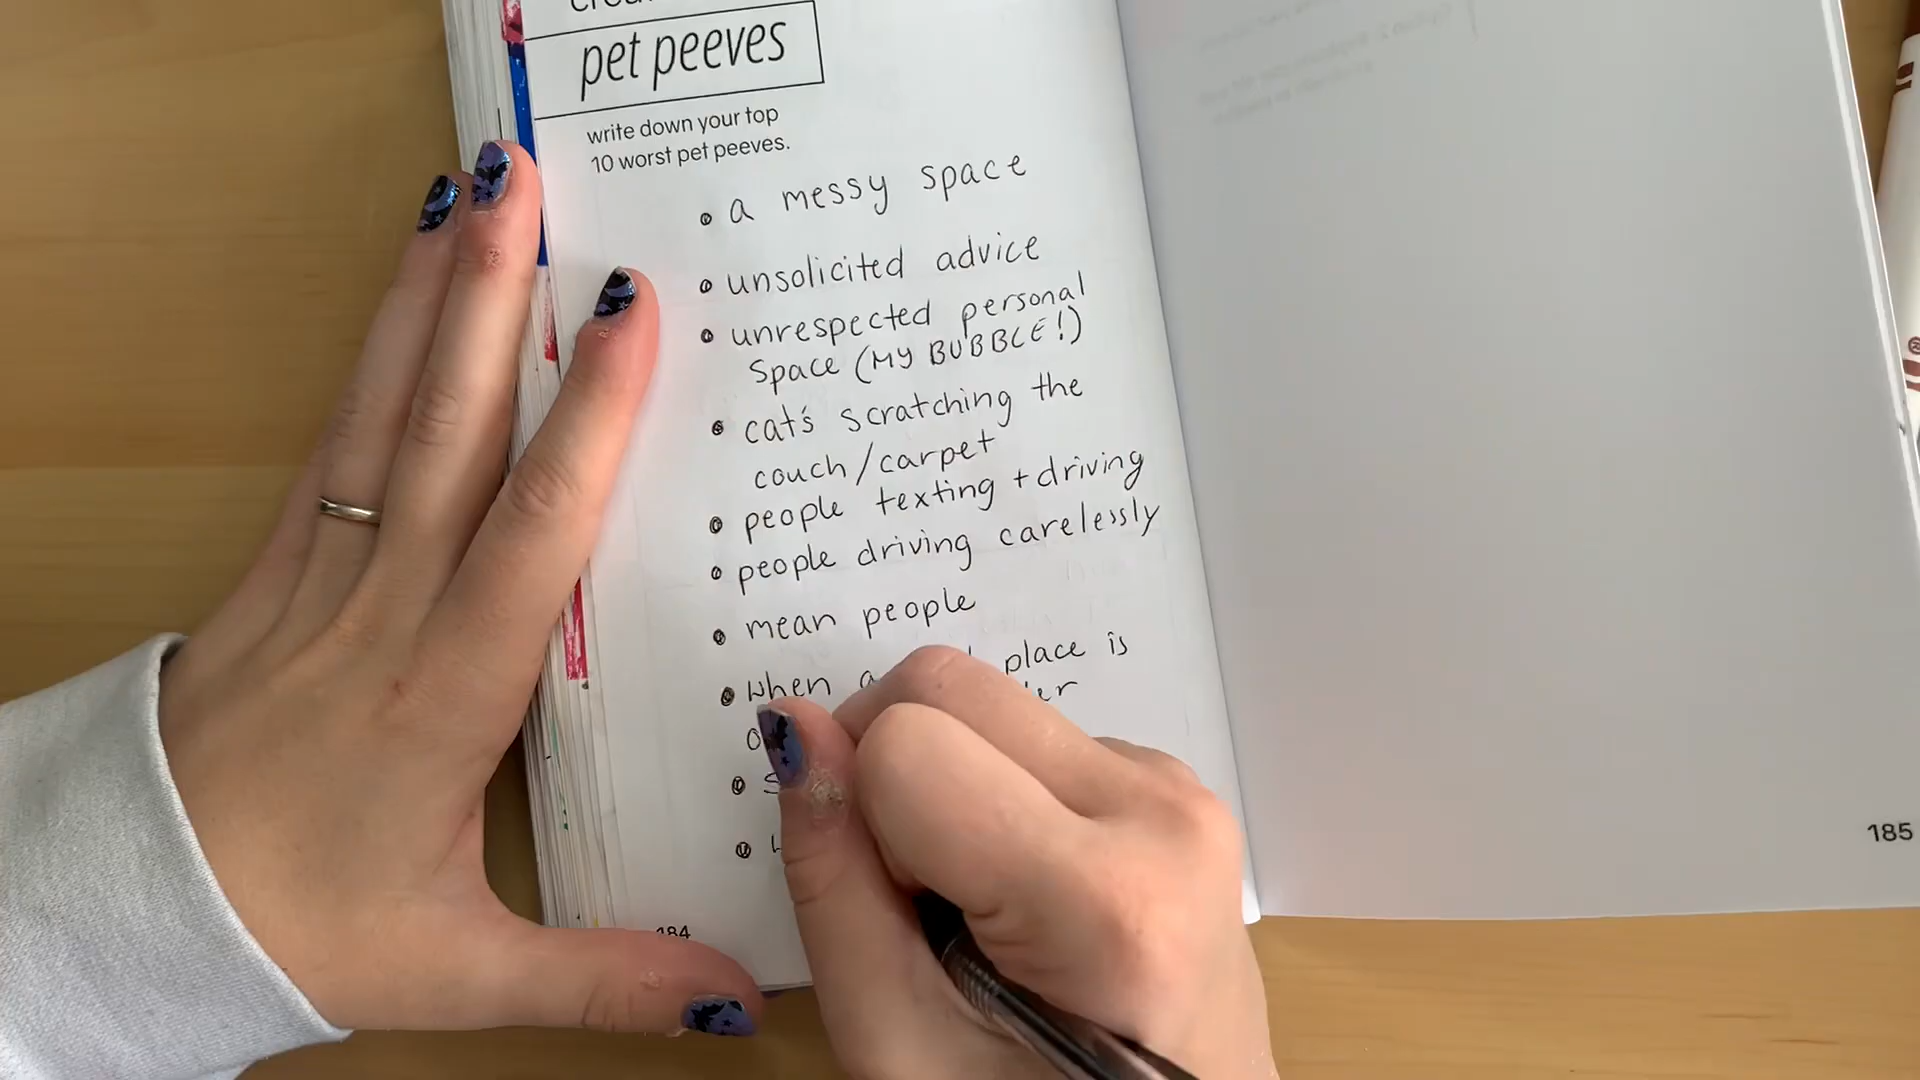 pet peeves
write down your top
10 worst pet peeves.
a messy space
unsolicited advice
unrespected personal
space (MY BUBBLE!)
cat's scratching the
couch/carpet
people texting + driving
people driving carelessly
mean people
when place is
184
185